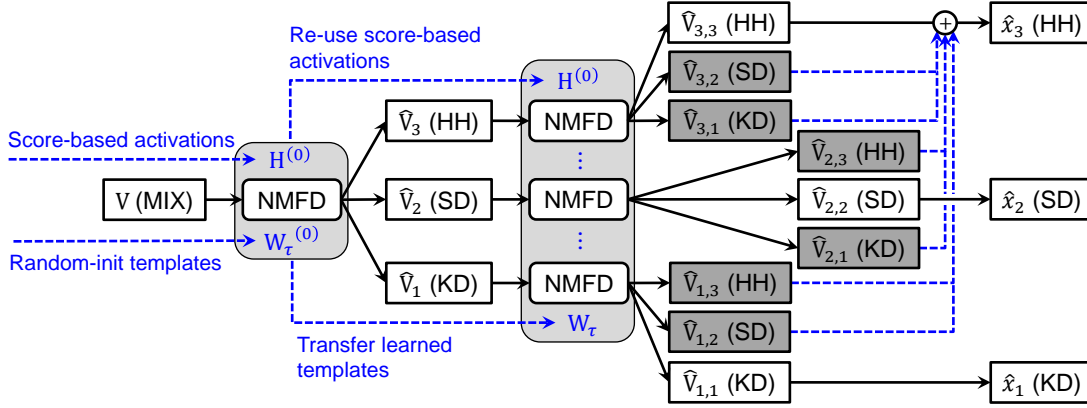 Re-use score-based
activations
Score-based activations
H⁽⁰⁾
V (MIX)
NMFD
W_τ⁽⁰⁾
Random-init templates
V̂₃ (HH)
V̂₂ (SD)
V̂₁ (KD)
Transfer learned
templates
H⁽⁰⁾
NMFD
⋮
NMFD
⋮
NMFD
W_τ
V̂₃,₃ (HH)
V̂₃,₂ (SD)
V̂₃,₁ (KD)
V̂₂,₃ (HH)
V̂₂,₂ (SD)
V̂₂,₁ (KD)
V̂₁,₃ (HH)
V̂₁,₂ (SD)
V̂₁,₁ (KD)
+
x̂₃ (HH)
x̂₂ (SD)
x̂₁ (KD)